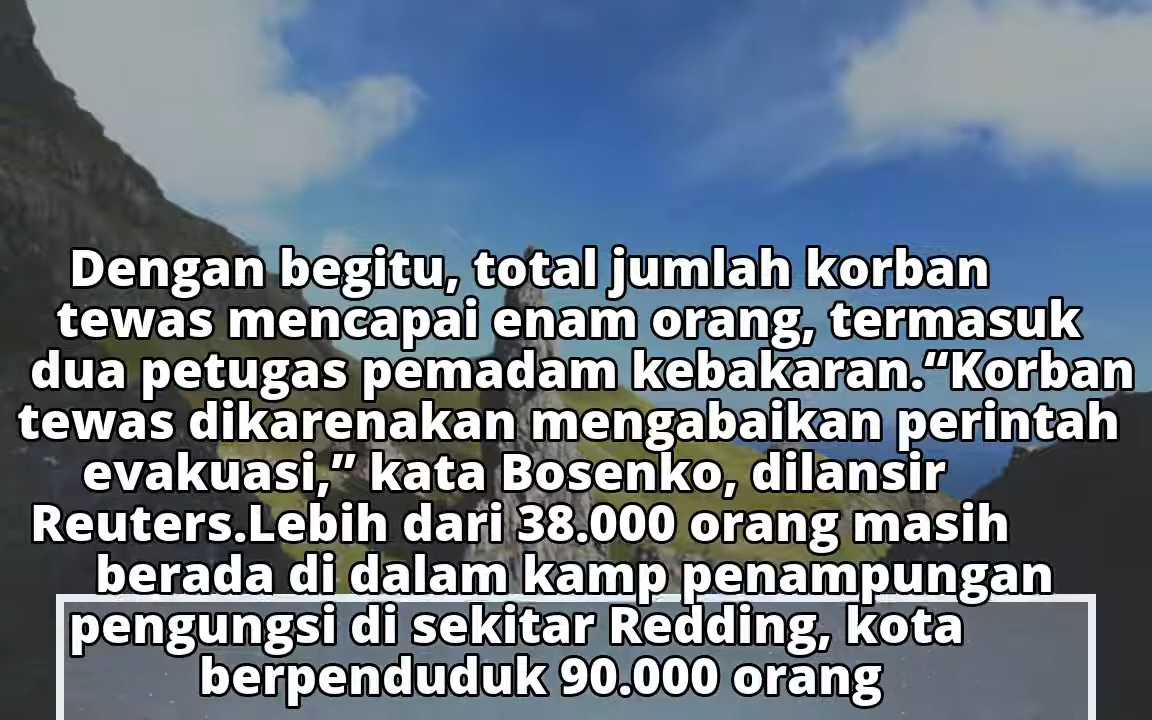 Dengan begitu, total jumlah korban
tewas mencapai enam orang, termasuk
dua petugas pemadam kebakaran.“Korban
tewas dikarenakan mengabaikan perintah
evakuasi,” kata Bosenko, dilansir
Reuters.Lebih dari 38.000 orang masih
berada di dalam kamp penampungan
pengungsi di sekitar Redding, kota
berpenduduk 90.000 orang